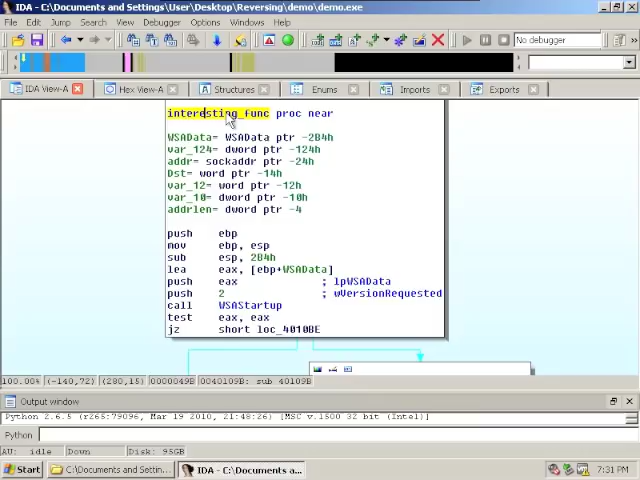 IDA - C:\Documents and Settings\User\Desktop\Reversing\demo\demo.exe
File Edit Jump Search View Debugger Options Windows Help
No debugger
IDA View-A Hex View-A Structures Enums Imports Exports
interesting_func proc near
WSAData= WSAData ptr -2B4h
var_124= dword ptr -124h
addr= sockaddr ptr -24h
Dst= word ptr -14h
var_12= word ptr -12h
var_10= dword ptr -10h
addrlen= dword ptr -4
push ebp
mov ebp, esp
sub esp, 2B4h
lea eax, [ebp+WSAData]
push eax ; lpWSAData
push 2 ; wVersionRequested
call WSAStartup
test eax, eax
jz short loc_4010BE
100.00% (-140,72) (280,15) 0000049B 0040109B: sub_40109B
Output window
Python 2.6.5 (r265:79096, Mar 19 2010, 21:48:26) [MSC v.1500 32 bit (Intel)]
Python
AU: idle Down Disk: 95GB
Start C:\Documents and Setting... IDA - C:\Documents a... 7:31 PM